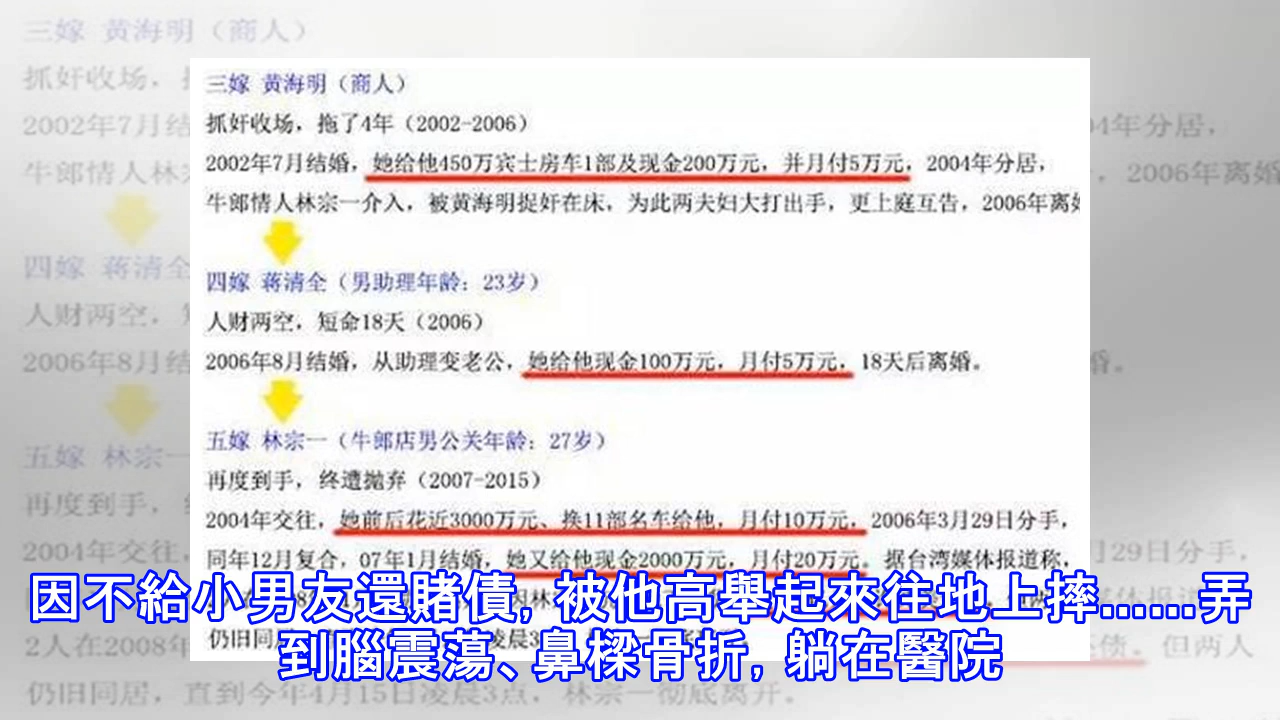 三嫁 黄海明（商人）
抓奸收场，拖了4年（2002-2006）
2002年7月结婚，她给他450万宾士房车1部及现金200万元，并月付5万元，2004年分居，
牛郎情人林宗一介入，被黄海明捉奸在床，为此两夫妇大打出手，更上庭互告，2006年离婚
四嫁 蒋清全（男助理年龄：23岁）
人财两空，短命18天（2006）
2006年8月结婚，从助理变老公，她给他现金100万元，月付5万元，18天后离婚。
五嫁 林宗一（牛郎店男公关年龄：27岁）
再度到手，终遭抛弃（2007-2015）
2004年交往，她前后花近3000万元、换11部名车给他，月付10万元，2006年3月29日分手，
同年12月复合，07年1月结婚，她又给他现金2000万元，月付20万元。据台湾媒体报道称，
2人在2008年
债。但两人
仍旧同居，直到今年4月15日凌晨3点，林宗一彻底离开。
因不給小男友還賭債, 被他高舉起來往地上摔......弄
到腦震蕩、鼻樑骨折, 躺在醫院